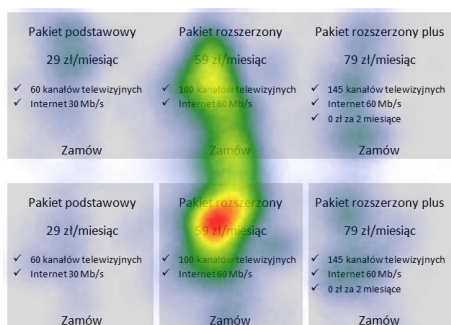 Pakiet podstawowy
29 zł/miesiąc
✓ 60 kanałów telewizyjnych
✓ Internet 30 Mb/s
Zamów
Pakiet rozszerzony
59 zł/miesiąc
✓ 100 kanałów telewizyjnych
✓ Internet 60 Mb/s
Zamów
Pakiet rozszerzony plus
79 zł/miesiąc
✓ 145 kanałów telewizyjnych
✓ Internet 60 Mb/s
✓ 0 zł za 2 miesiące
Zamów
Pakiet podstawowy
29 zł/miesiąc
✓ 60 kanałów telewizyjnych
✓ Internet 30 Mb/s
Zamów
Pakiet rozszerzony
59 zł/miesiąc
✓ 100 kanałów telewizyjnych
✓ Internet 60 Mb/s
Zamów
Pakiet rozszerzony plus
79 zł/miesiąc
✓ 145 kanałów telewizyjnych
✓ Internet 60 Mb/s
✓ 0 zł za 2 miesiące
Zamów